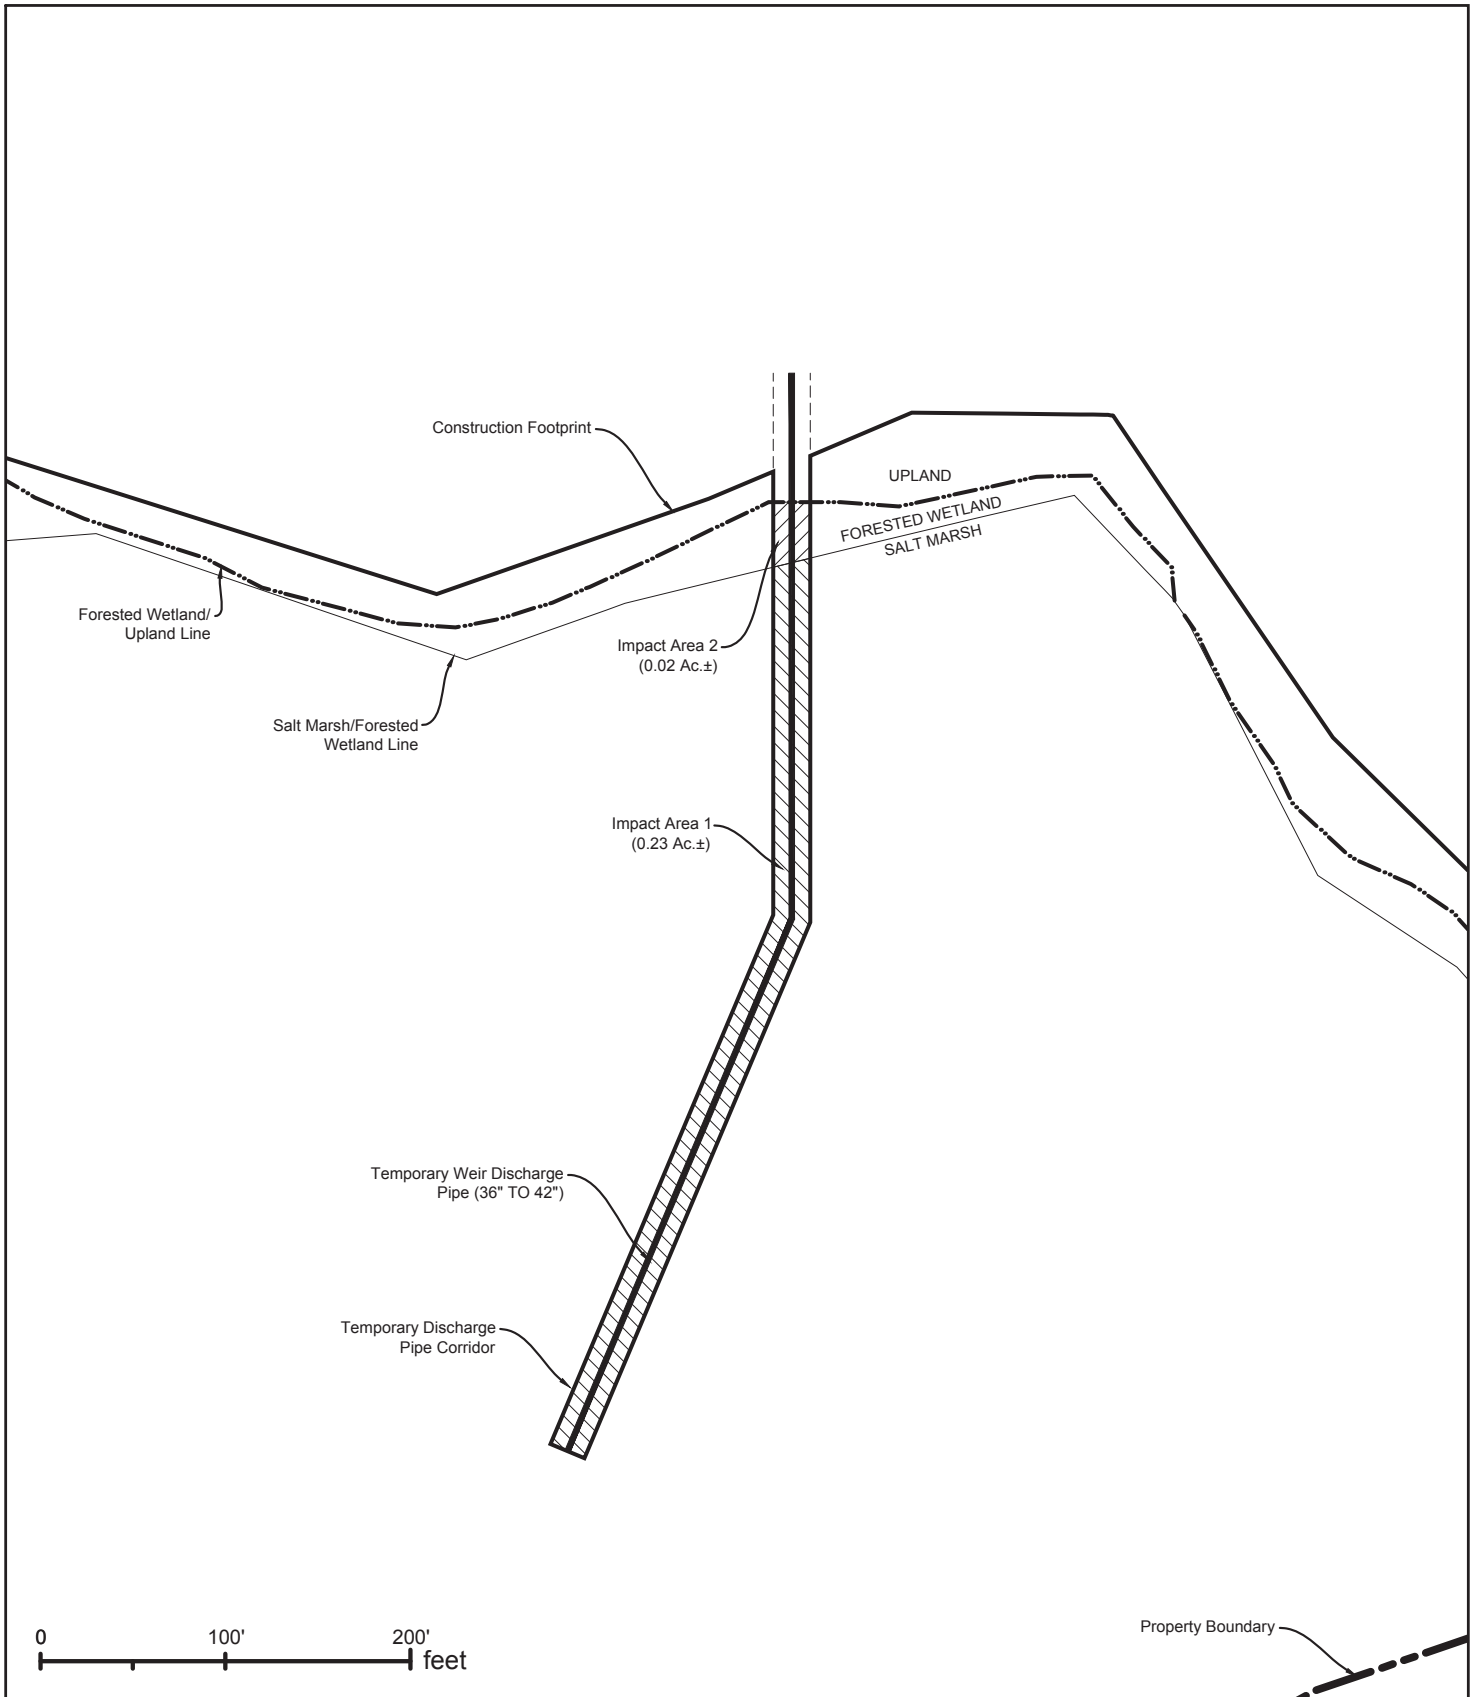 Construction Footprint
UPLAND
FORESTED WETLAND
SALT MARSH
Forested Wetland/
Upland Line
Impact Area 2
(0.02 Ac.±)
Salt Marsh/Forested
Wetland Line
Impact Area 1
(0.23 Ac.±)
Temporary Weir Discharge
Pipe (36" TO 42")
Temporary Discharge
Pipe Corridor
Property Boundary
0 100' 200'
feet